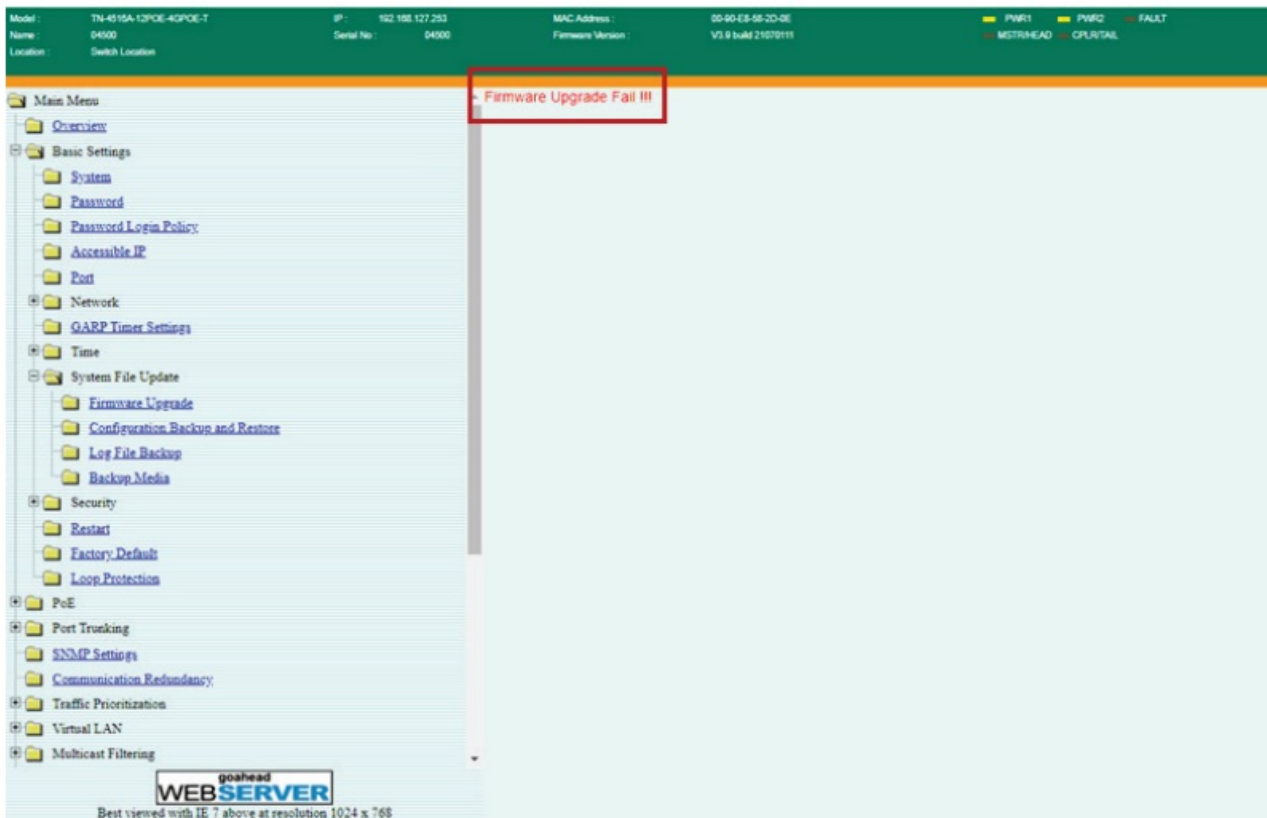 Model : TN-4516A-12POE-4GPOE-T IP : 192.168.127.253 MAC Address : 00-90-E8-58-2D-0E PWR1 PWR2 FAULT
Name : 04500 Serial No : 04500 Firmware Version : V3.9 build 21070111 MSTR/HEAD CPLR/TAIL
Location : Switch Location
Firmware Upgrade Fail !!!
Main Menu
Overview
Basic Settings
System
Password
Password Login Policy
Accessible IP
Port
Network
GARP Timer Settings
Time
System File Update
Firmware Upgrade
Configuration Backup and Restore
Log File Backup
Backup Media
Security
Restart
Factory Default
Loop Protection
PoE
Port Trunking
SNMP Settings
Communication Redundancy
Traffic Prioritization
Virtual LAN
Multicast Filtering
goahead
WEBSERVER
Best viewed with IE 7 above at resolution 1024 x 768